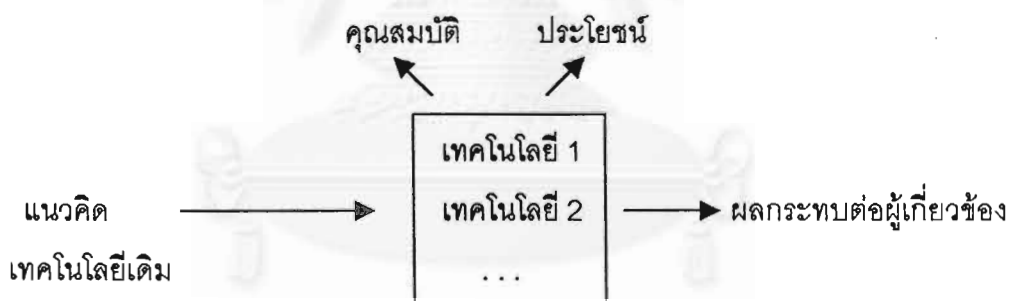 คุณสมบัติ ประโยชน์
เทคโนโลยี 1
แนวคิด เทคโนโลยี 2 ผลกระทบต่อผู้เกี่ยวข้อง
เทคโนโลยีเดิม ...